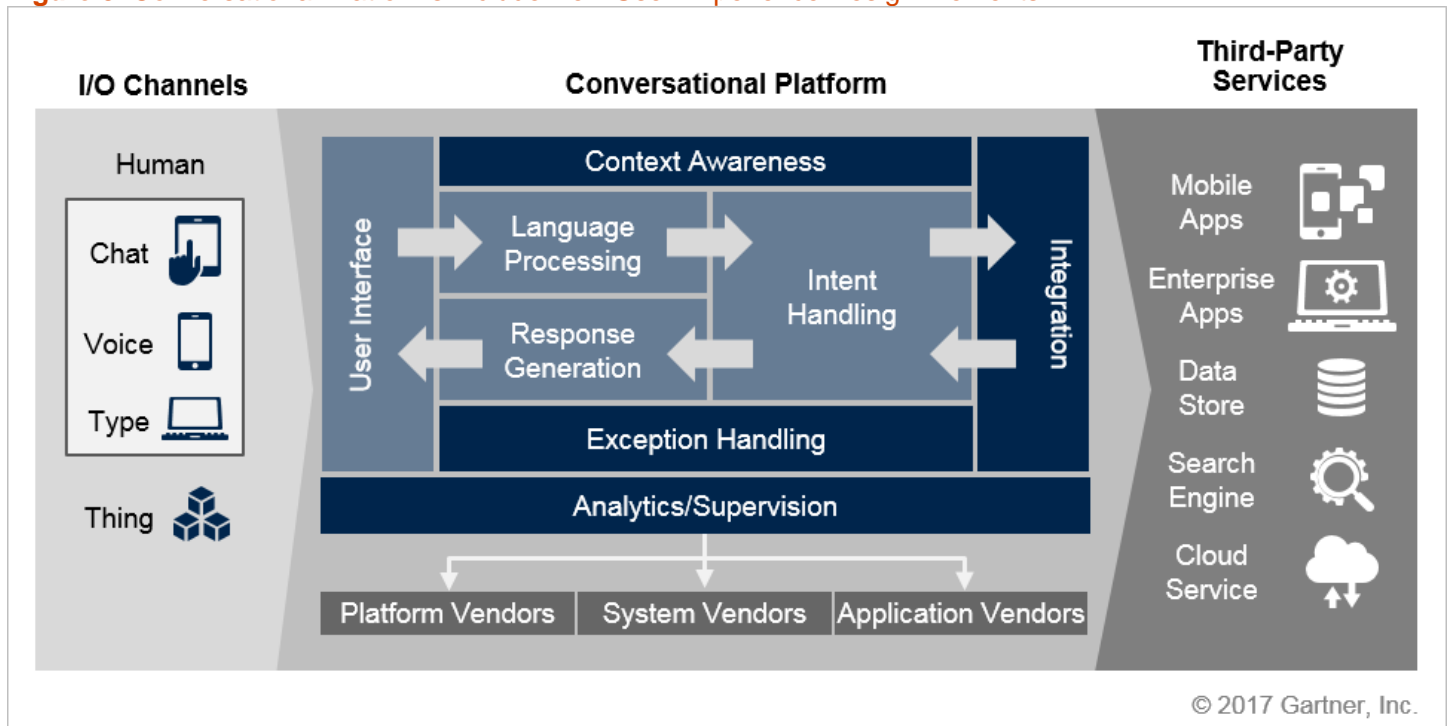 I/O Channels
Conversational Platform
Third-Party
Services
Human
Chat
Voice
Type
Thing
User Interface
Context Awareness
Language
Processing
Response
Generation
Intent
Handling
Exception Handling
Integration
Analytics/Supervision
Platform Vendors
System Vendors
Application Vendors
Mobile
Apps
Enterprise
Apps
Data
Store
Search
Engine
Cloud
Service
© 2017 Gartner, Inc.